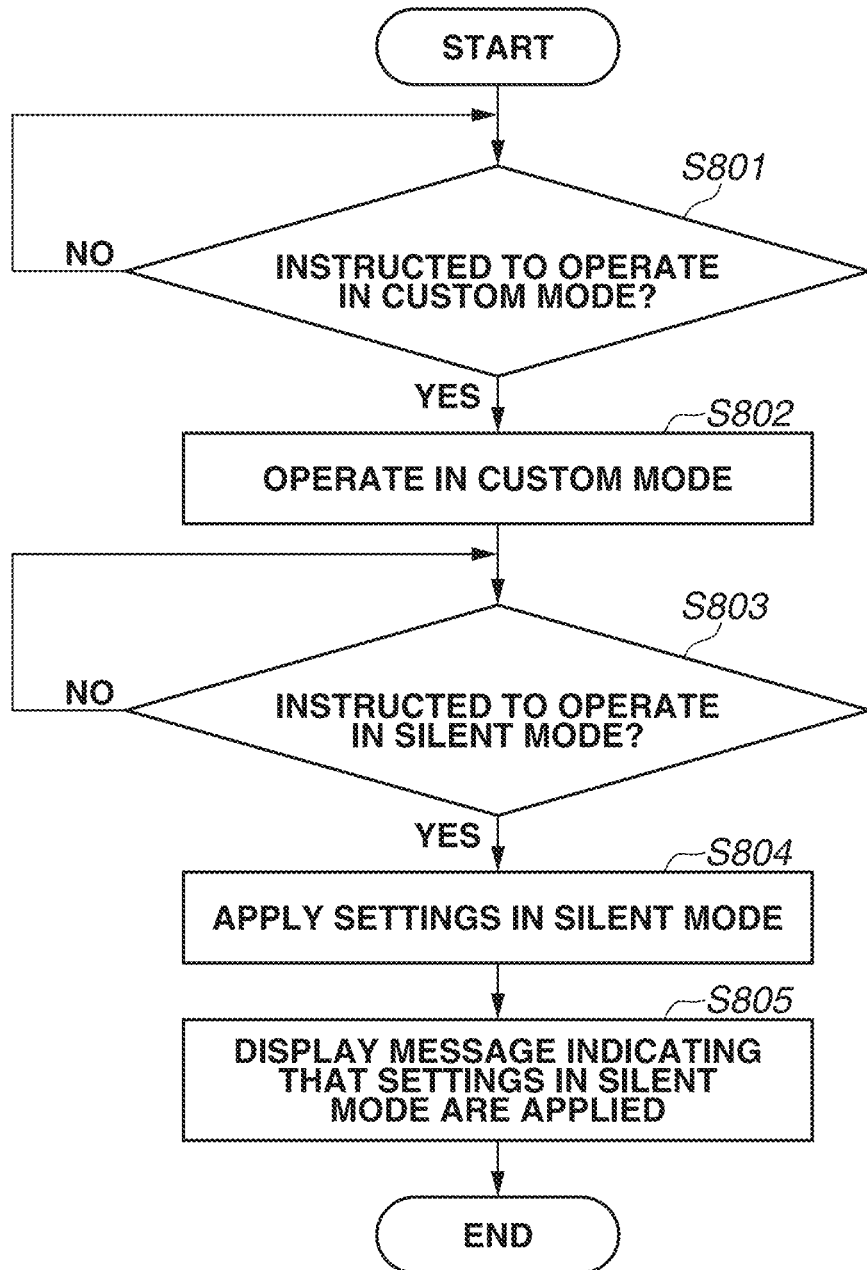 START
S801
NO
INSTRUCTED TO OPERATE
IN CUSTOM MODE?
YES
S802
OPERATE IN CUSTOM MODE
S803
NO
INSTRUCTED TO OPERATE
IN SILENT MODE?
YES
S804
APPLY SETTINGS IN SILENT MODE
S805
DISPLAY MESSAGE INDICATING
THAT SETTINGS IN SILENT
MODE ARE APPLIED
END